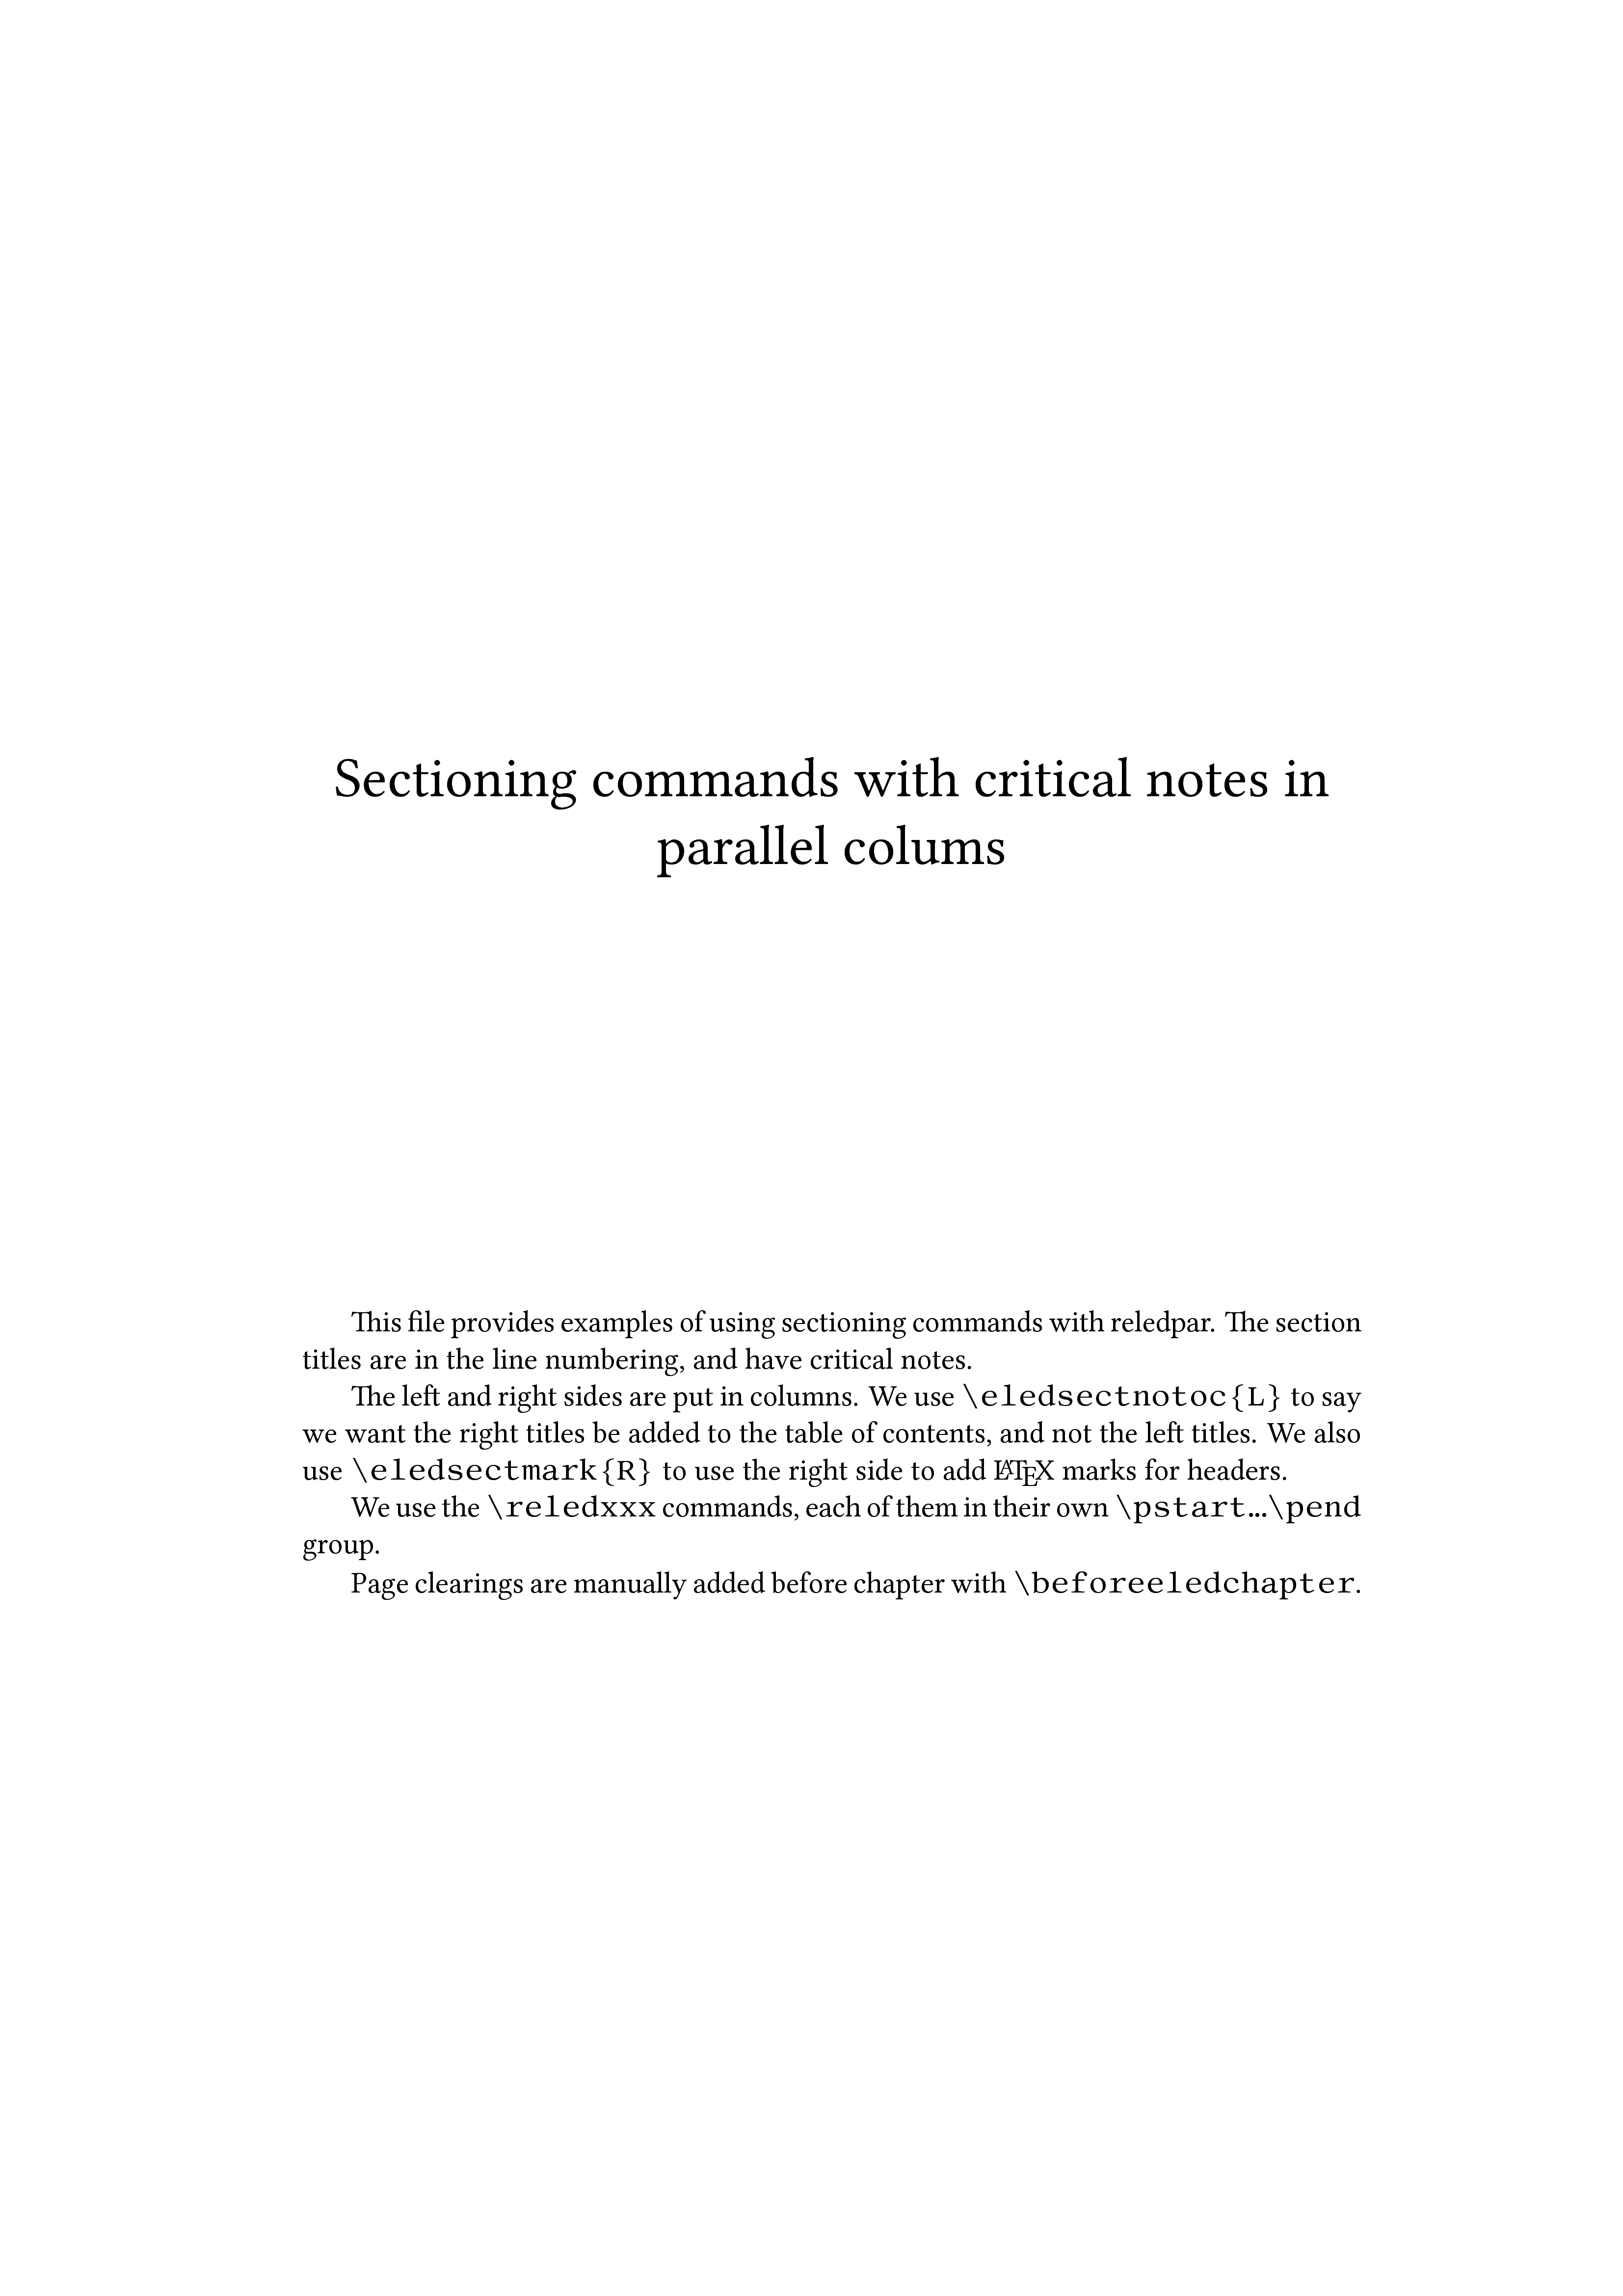 Sectioning commands with critical notes in
parallel colums
This file provides examples of using sectioning commands with reledpar. The section
titles are in the line numbering, and have critical notes.
The left and right sides are put in columns. We use \eledsectnotoc{L} to say
we want the right titles be added to the table of contents, and not the left titles. We also
use \eledsectmark{R} to use the right side to add LATEX marks for headers.
We use the \reledxxx commands, each of them in their own \pstart…\pend
group.
Page clearings are manually added before chapter with \beforeeledchapter.